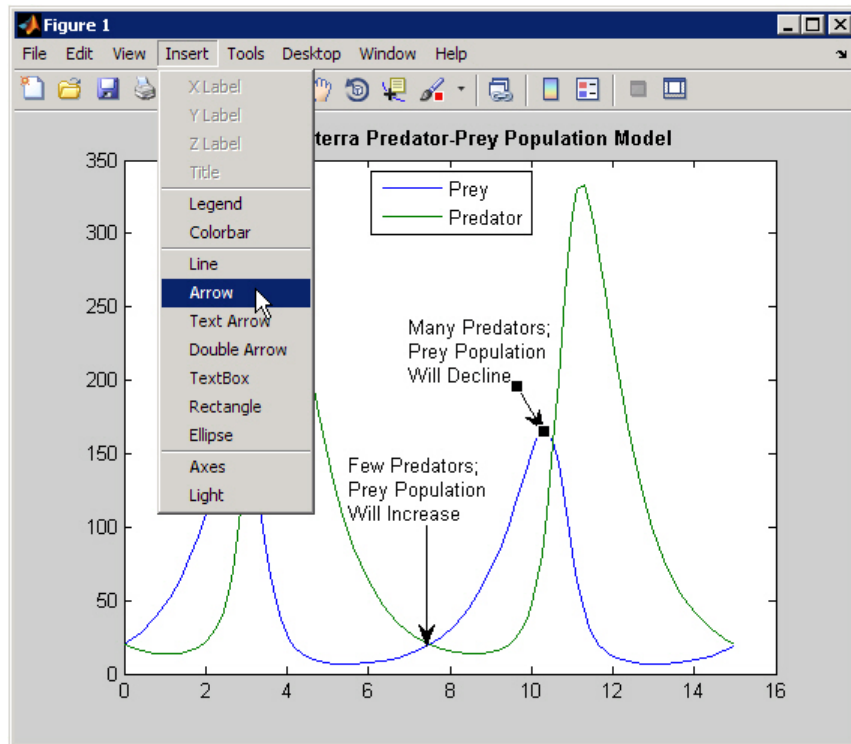 Figure 1
File Edit View Insert Tools Desktop Window Help
X Label
Y Label
Z Label
Title
Legend
Colorbar
Line
Arrow
Text Arrow
Double Arrow
TextBox
Rectangle
Ellipse
Axes
Light
terra Predator-Prey Population Model
Prey
Predator
Many Predators;
Prey Population
Will Decline
Few Predators;
Prey Population
Will Increase
350
300
250
200
150
100
50
0
0 2 4 6 8 10 12 14 16